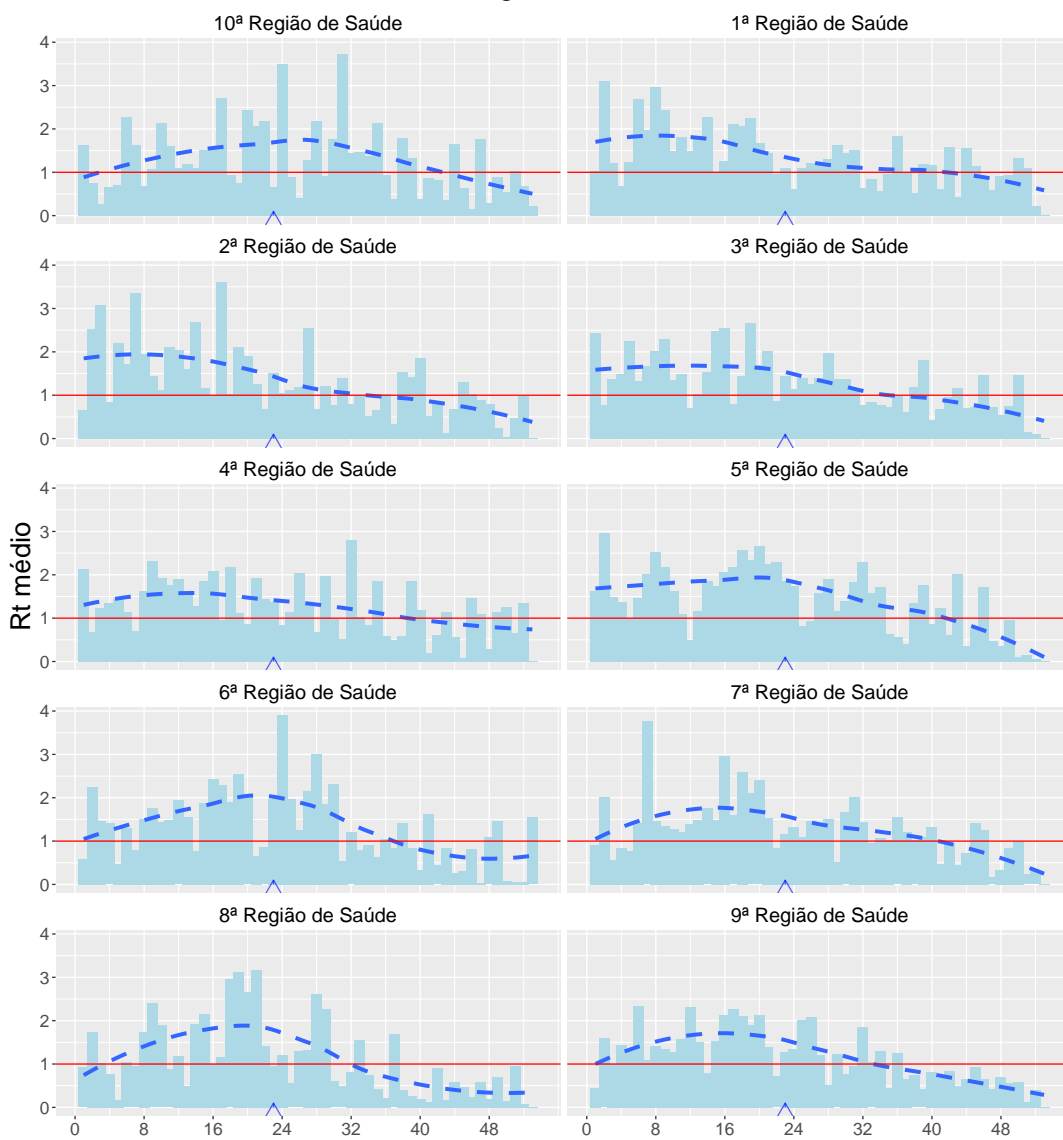 10ª Região de Saúde
1ª Região de Saúde
4
3
2
1
0
2ª Região de Saúde
3ª Região de Saúde
4
3
2
1
0
4ª Região de Saúde
5ª Região de Saúde
4
3
2
1
0
Rt médio
6ª Região de Saúde
7ª Região de Saúde
4
3
2
1
0
8ª Região de Saúde
9ª Região de Saúde
4
3
2
1
0
0 8 16 24 32 40 48
0 8 16 24 32 40 48